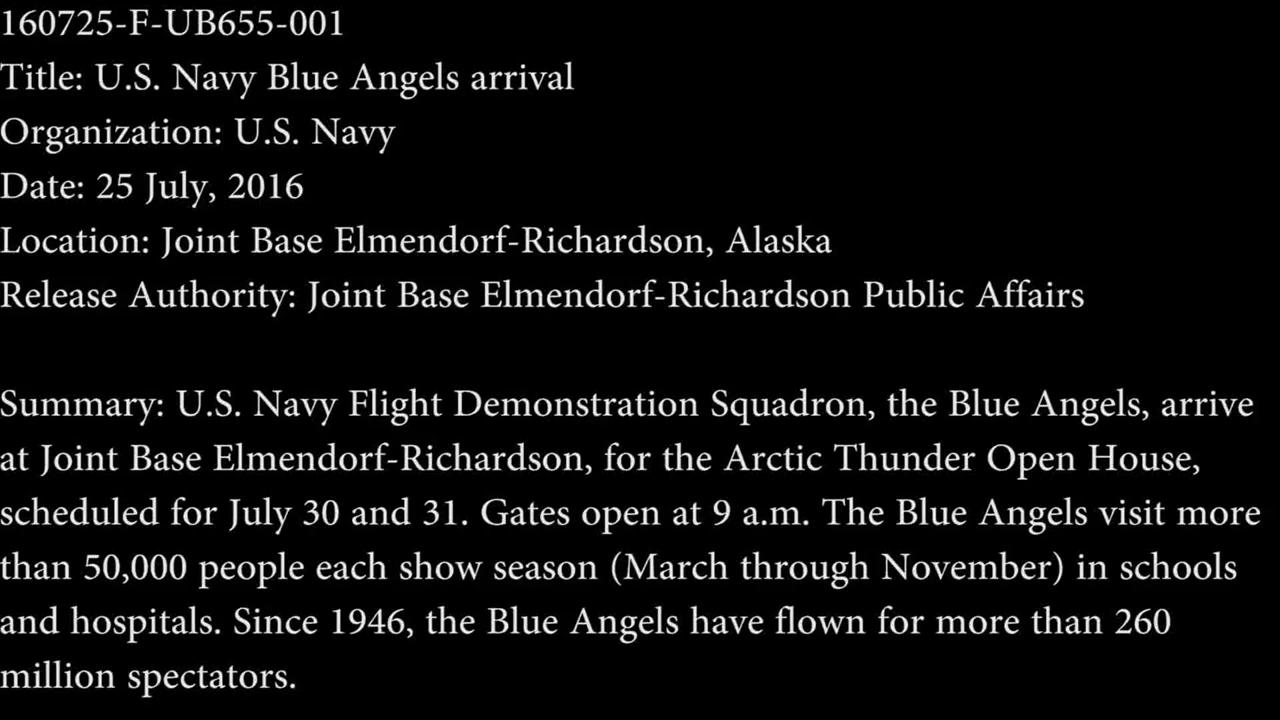 160725-F-UB655-001
Title: U.S. Navy Blue Angels arrival
Organization: U.S. Navy
Date: 25 July, 2016
Location: Joint Base Elmendorf-Richardson, Alaska
Release Authority: Joint Base Elmendorf-Richardson Public Affairs
Summary: U.S. Navy Flight Demonstration Squadron, the Blue Angels, arrive
at Joint Base Elmendorf-Richardson, for the Arctic Thunder Open House,
scheduled for July 30 and 31. Gates open at 9 a.m. The Blue Angels visit more
than 50,000 people each show season (March through November) in schools
and hospitals. Since 1946, the Blue Angels have flown for more than 260
million spectators.